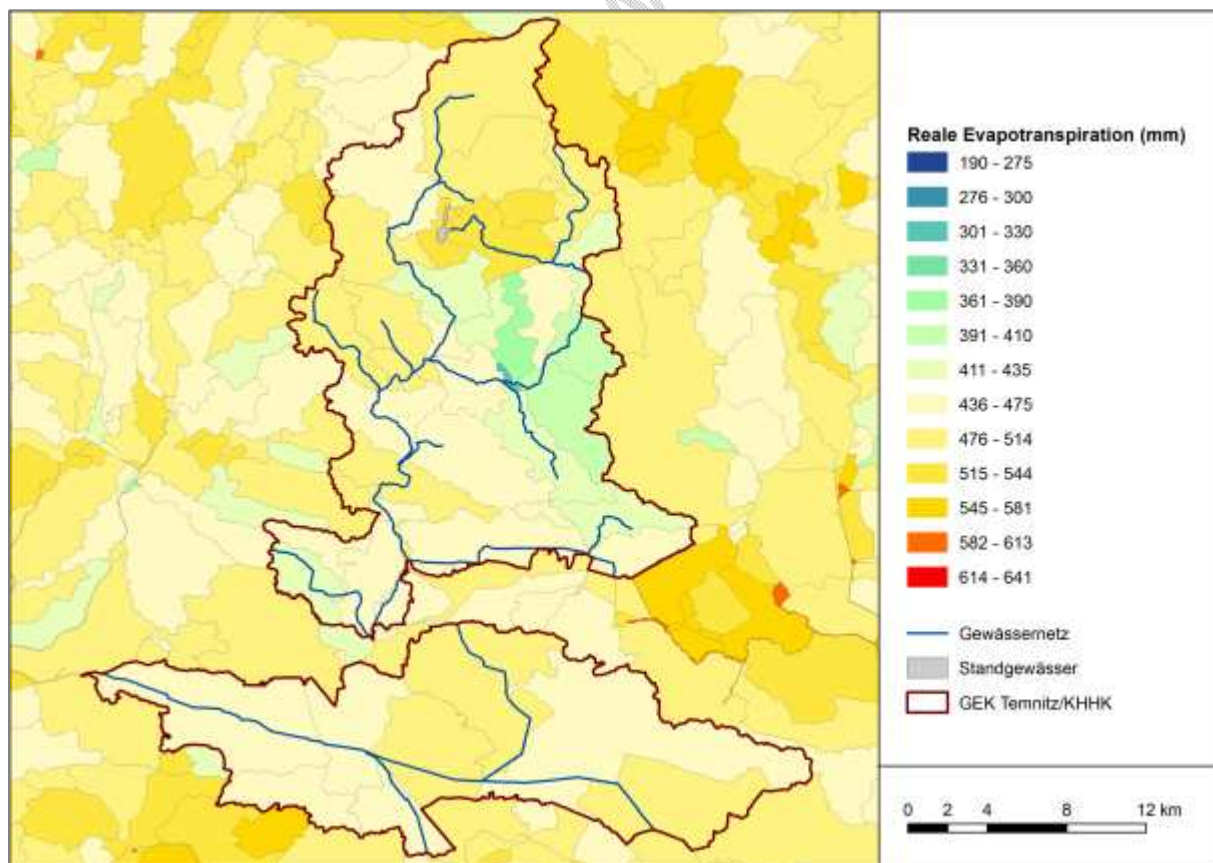 Reale Evapotranspiration (mm)
190 - 275
276 - 300
301 - 330
331 - 360
361 - 390
391 - 410
411 - 435
436 - 475
476 - 514
515 - 544
545 - 581
582 - 613
614 - 641
Gewässernetz
Standgewässer
GEK Temnitz/KHHK
0 2 4 8 12 km